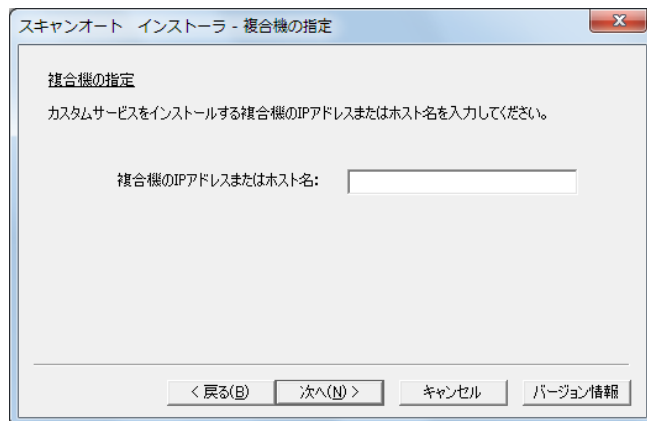 スキャンオート インストーラ - 複合機の指定
複合機の指定
カスタムサービスをインストールする複合機のIPアドレスまたはホスト名を入力してください。
複合機のIPアドレスまたはホスト名:
< 戻る(B) 次へ(N) > キャンセル バージョン情報